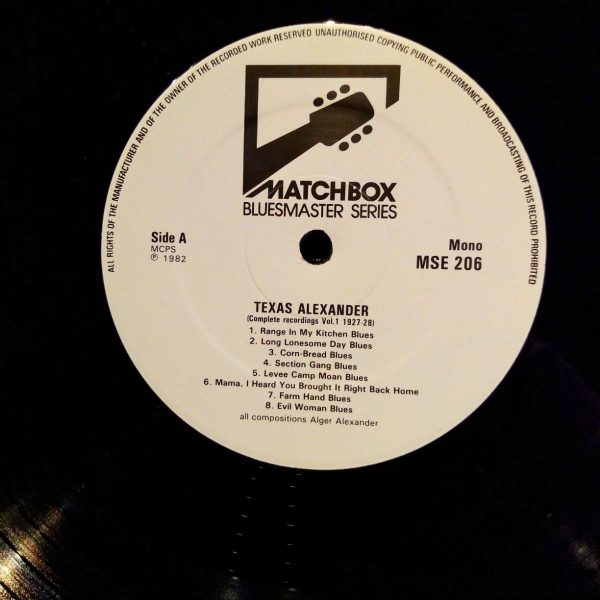 ALL RIGHTS OF THE MANUFACTURER AND OF THE OWNER OF THE RECORDED WORK RESERVED UNAUTHORISED COPYING PUBLIC PERFORMANCE AND BROADCASTING OF THIS RECORD PROHIBITED
MATCHBOX
BLUESMASTER SERIES
Side A
MCPS
℗ 1982
Mono
MSE 206
TEXAS ALEXANDER
(Complete recordings Vol.1 1927-28)
1. Range In My Kitchen Blues
2. Long Lonesome Day Blues
3. Corn-Bread Blues
4. Section Gang Blues
5. Levee Camp Moan Blues
6. Mama, I Heard You Brought It Right Back Home
7. Farm Hand Blues
8. Evil Woman Blues
all compositions Alger Alexander